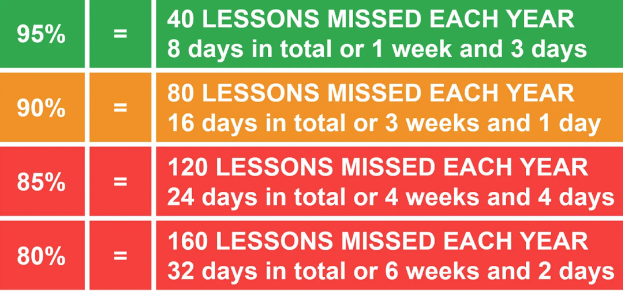 95% = 40 LESSONS MISSED EACH YEAR
8 days in total or 1 week and 3 days
90% = 80 LESSONS MISSED EACH YEAR
16 days in total or 3 weeks and 1 day
85% = 120 LESSONS MISSED EACH YEAR
24 days in total or 4 weeks and 4 days
80% = 160 LESSONS MISSED EACH YEAR
32 days in total or 6 weeks and 2 days